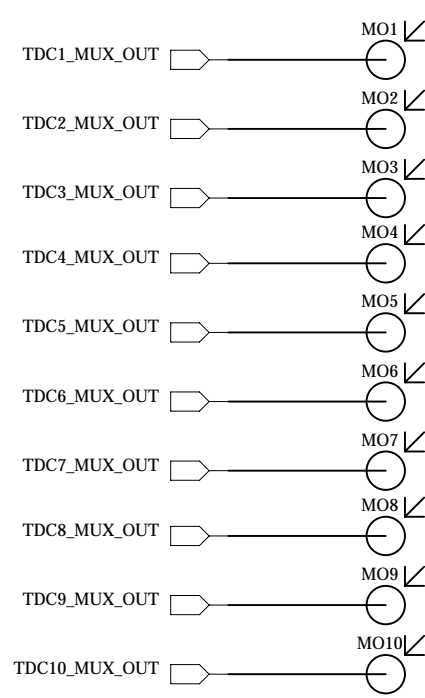 MO1
TDC1_MUX_OUT
MO2
TDC2_MUX_OUT
MO3
TDC3_MUX_OUT
MO4
TDC4_MUX_OUT
MO5
TDC5_MUX_OUT
MO6
TDC6_MUX_OUT
MO7
TDC7_MUX_OUT
MO8
TDC8_MUX_OUT
MO9
TDC9_MUX_OUT
MO10
TDC10_MUX_OUT